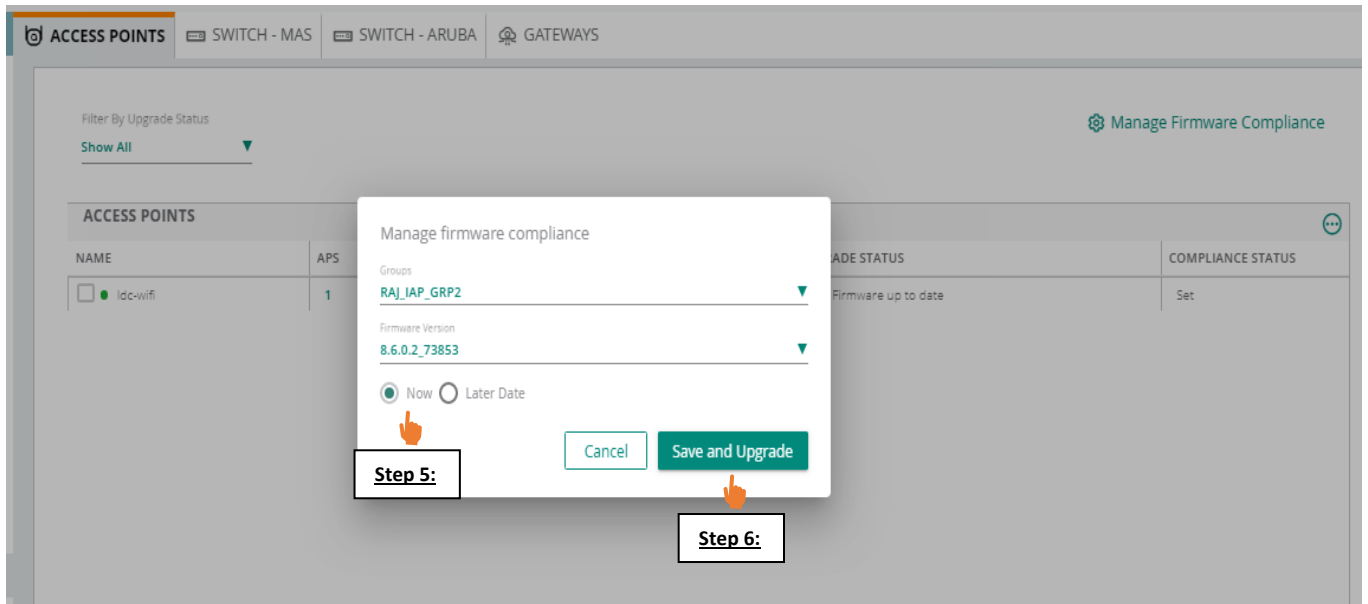 ACCESS POINTS SWITCH - MAS SWITCH - ARUBA GATEWAYS
Filter By Upgrade Status
Show All
Manage Firmware Compliance
ACCESS POINTS
NAME APS ADE STATUS COMPLIANCE STATUS
ldc-wifi 1 Firmware up to date Set
Manage firmware compliance
Groups
RAJ_IAP_GRP2
Firmware Version
8.6.0.2_73853
Now Later Date
Cancel Save and Upgrade
Step 5:
Step 6: